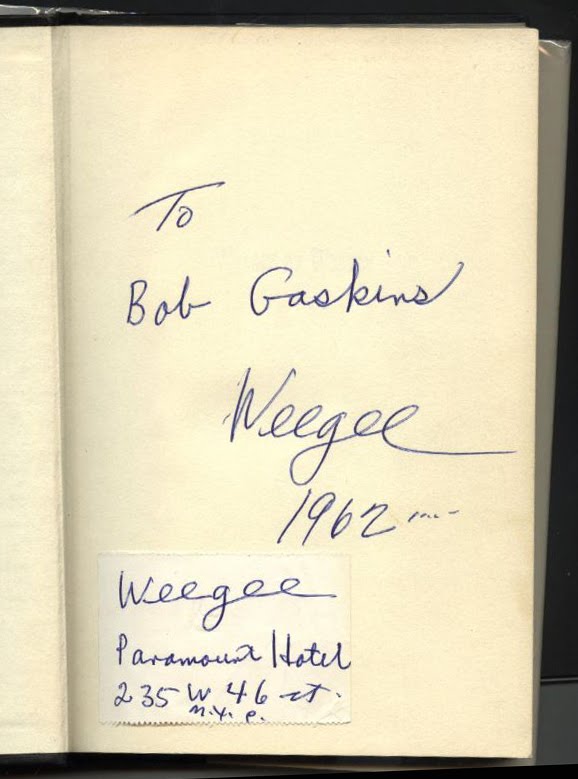 To
Bob Gaskins
Weegee
1962....
Weegee
Paramount Hotel
235 W 46 st.
N.Y. C.